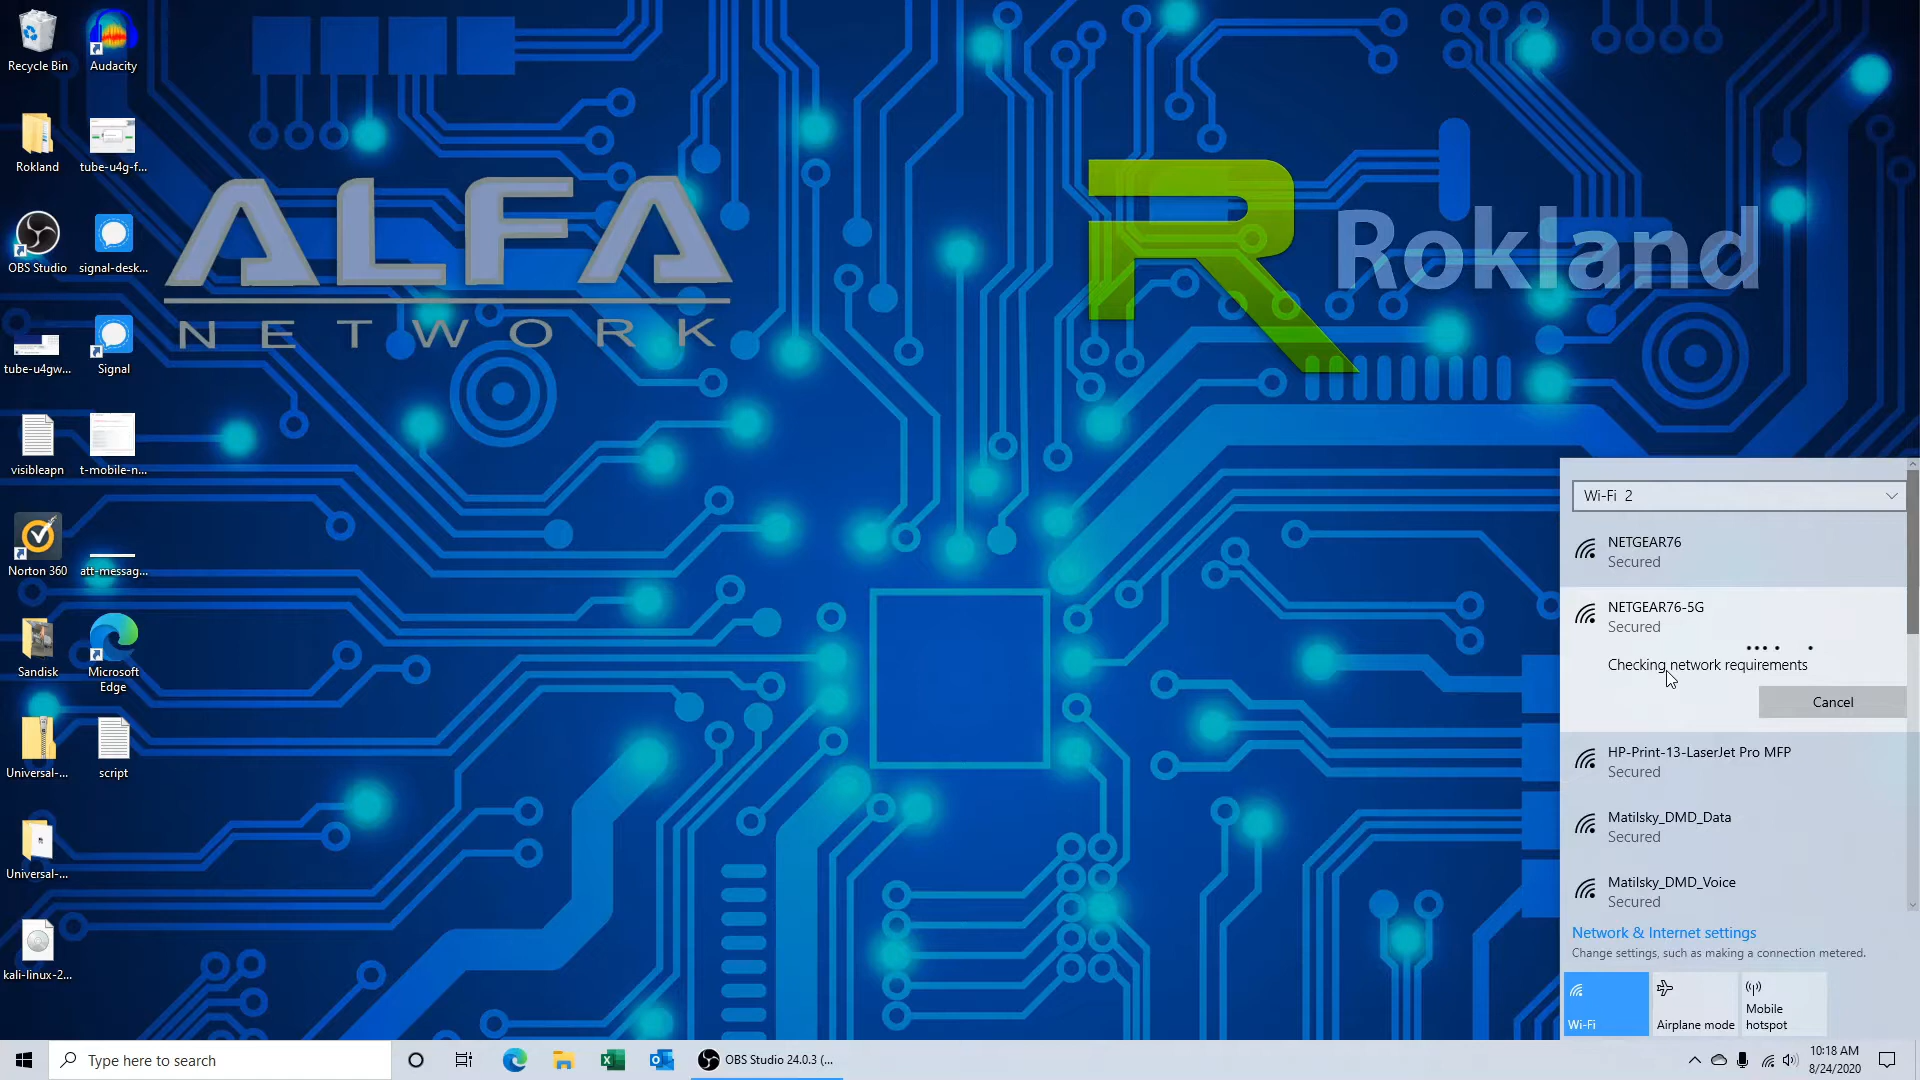 Recycle Bin
Audacity
Rokland
tube-u4g-f...
OBS Studio
signal-desk...
tube-u4gw...
Signal
visibleapn
t-mobile-n...
Norton 360
att-messag...
Sandisk
Microsoft
Edge
Universal-...
script
Universal-...
kali-linux-2...
ALFA
NETWORK
R Rokland
Wi-Fi 2
NETGEAR76
Secured
NETGEAR76-5G
Secured
Checking network requirements
Cancel
HP-Print-13-LaserJet Pro MFP
Secured
Matilsky_DMD_Data
Secured
Matilsky_DMD_Voice
Secured
Network & Internet settings
Change settings, such as making a connection metered.
Wi-Fi
Airplane mode
Mobile
hotspot
Type here to search
OBS Studio 24.0.3 (...
10:18 AM
8/24/2020